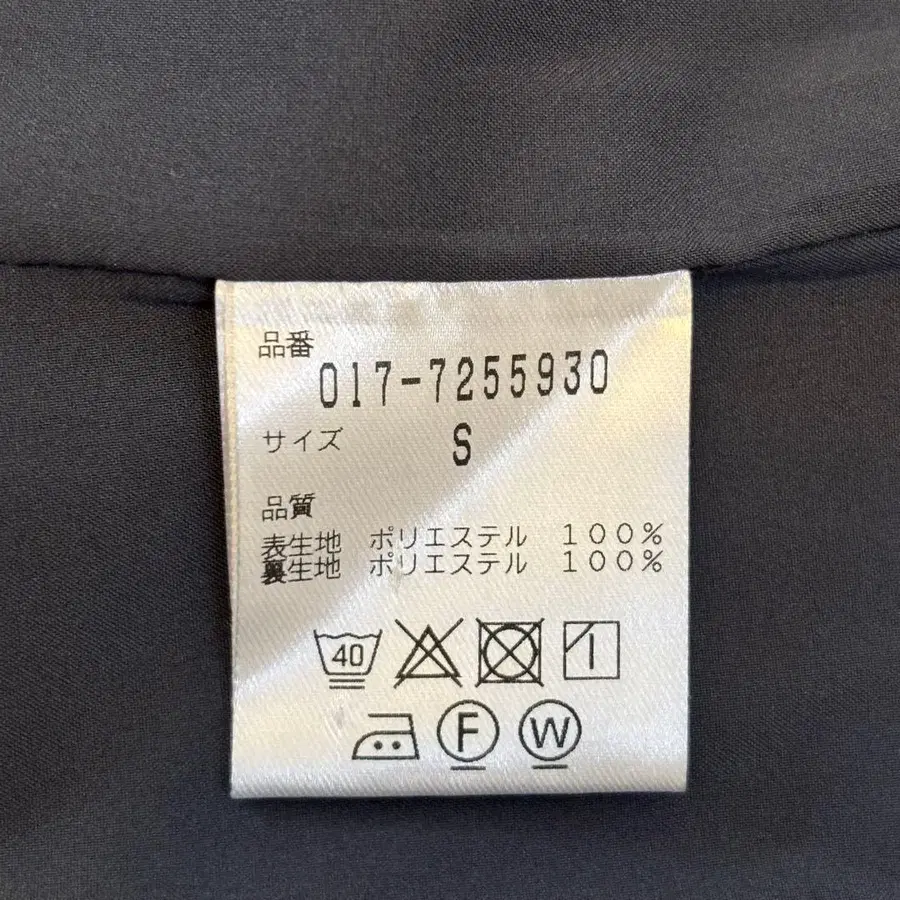 品番
017-7255930
サイズ S
品質
表生地 ポリエステル 100%
裏生地 ポリエステル 100%
40
F W